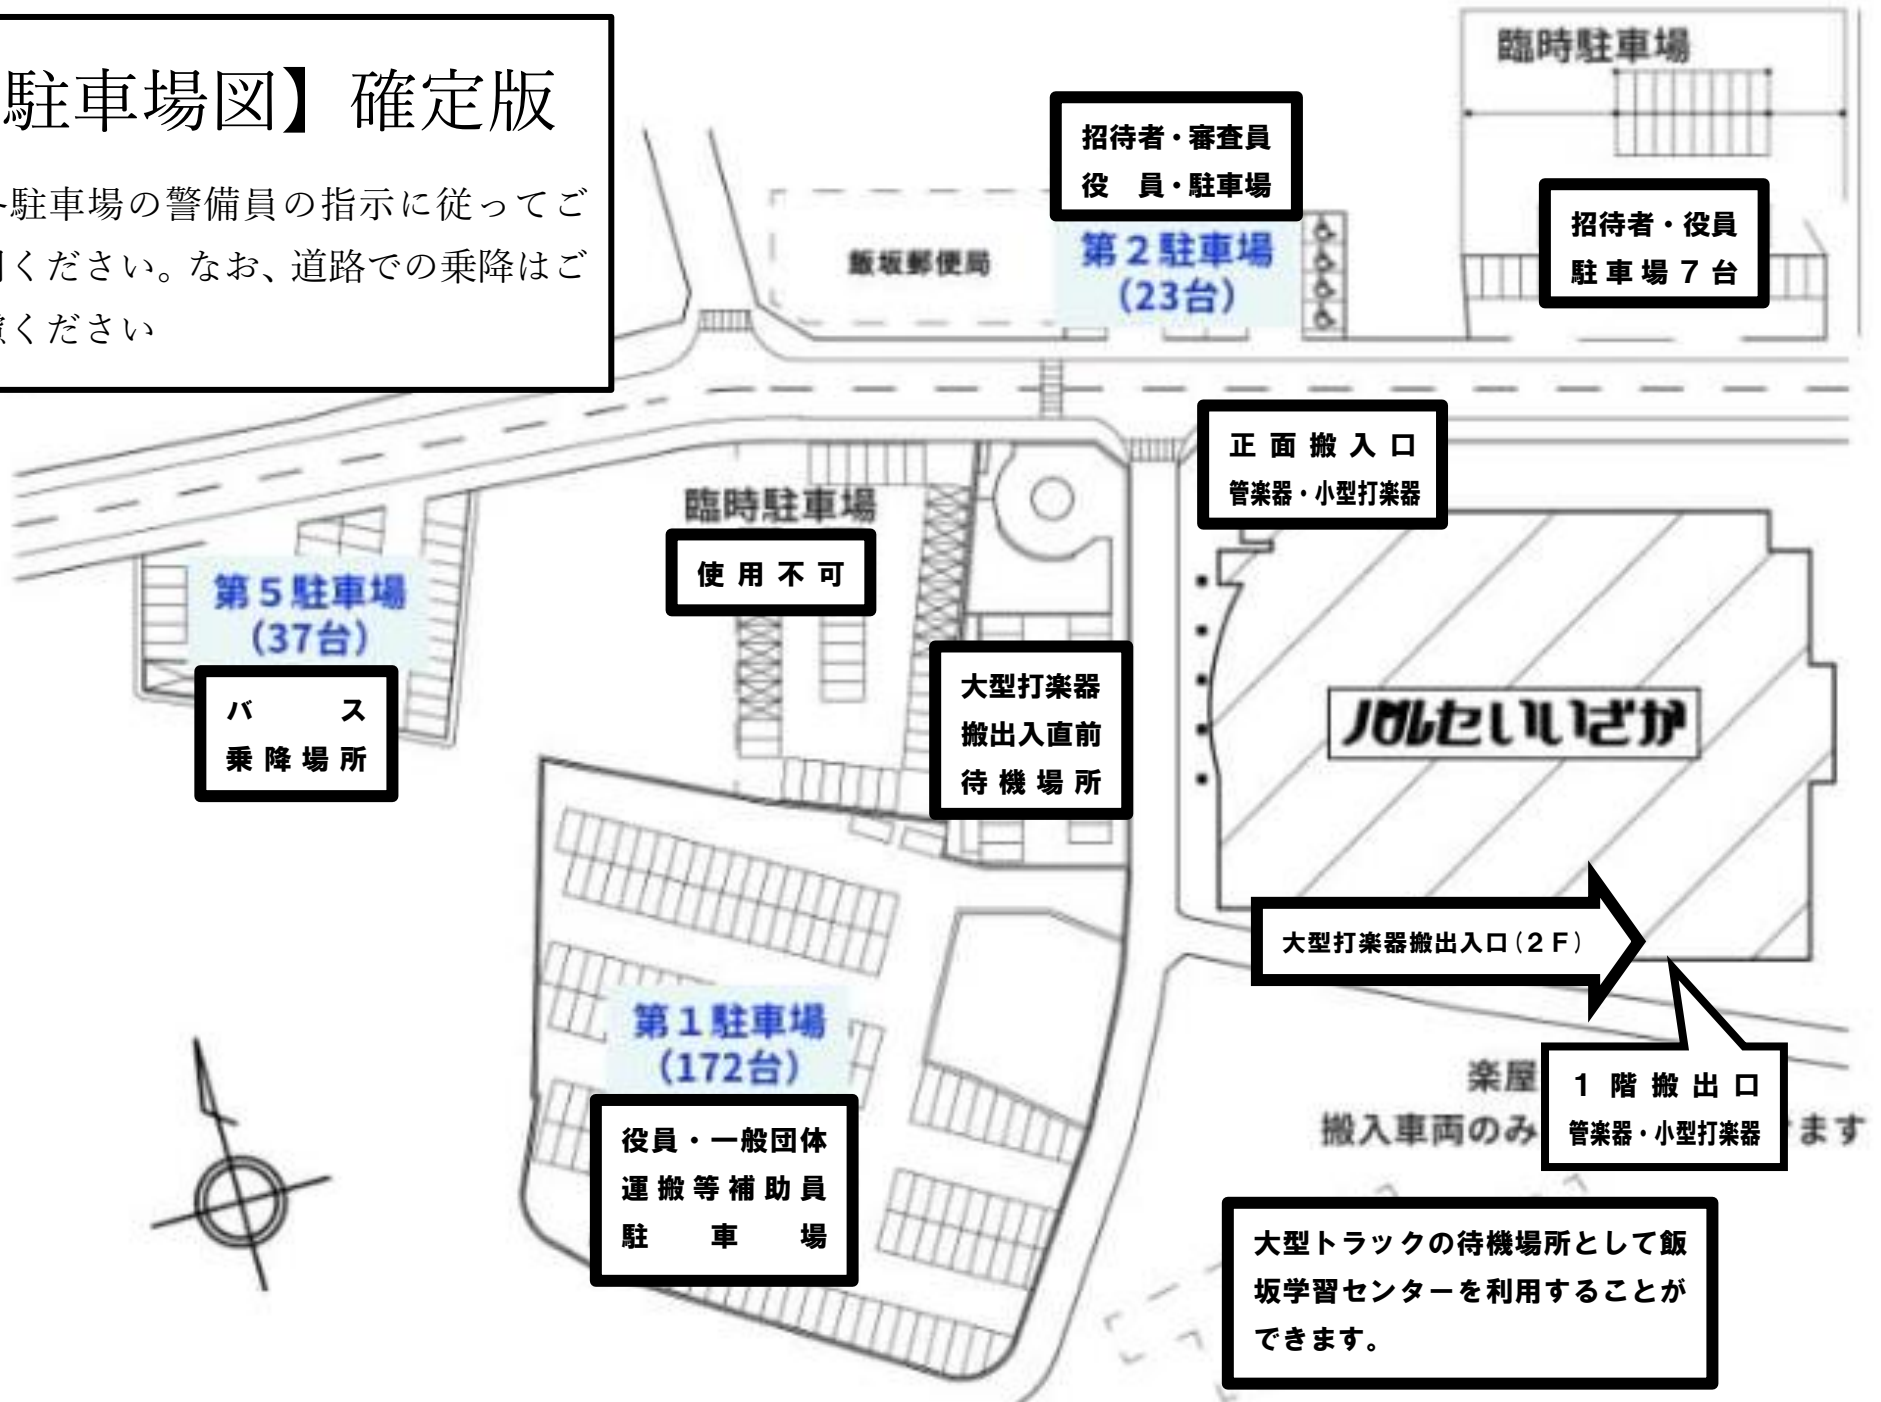 駐車場図】確定版
駐車場の警備員の指示に従ってご
ください。なお、道路での乗降はご
ください
臨時駐車場
招待者・審査員
役　員・駐車場
飯坂郵便局
第２駐車場
（23台）
招待者・役員
駐車場７台
正面搬入口
管楽器・小型打楽器
臨時駐車場
使用不可
第５駐車場
（37台）
バス
乗降場所
大型打楽器
搬出入直前
待機場所
パルセいいざか
大型打楽器搬出入口（２Ｆ）
第１駐車場
（172台）
役員・一般団体
運搬等補助員
駐車場
楽屋
搬入車両のみ
ます
１階搬出口
管楽器・小型打楽器
大型トラックの待機場所として飯
坂学習センターを利用することが
できます。